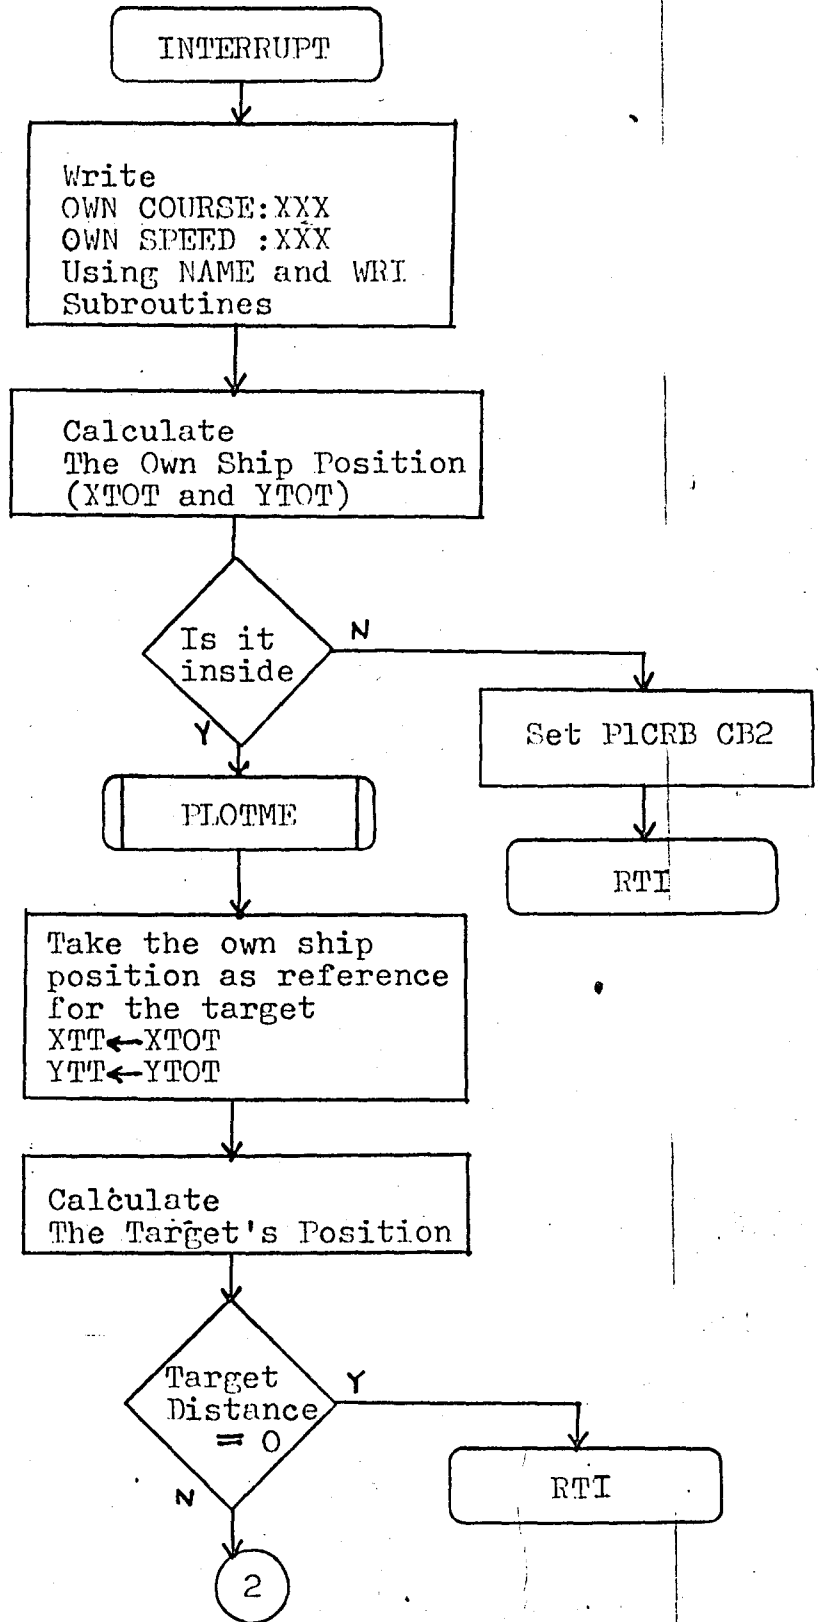 INTERRUPT
Write
OWN COURSE:XXX
OWN SPEED :XXX
Using NAME and WRI
Subroutines
Calculate
The Own Ship Position
(XTOT and YTOT)
Is it
inside
N
Y
Set P1CRB CB2
RTI
PLOTME
Take the own ship
position as reference
for the target
XTT←XTOT
YTT←YTOT
Calculate
The Target's Position
Target
Distance
= 0
Y
N
RTI
2